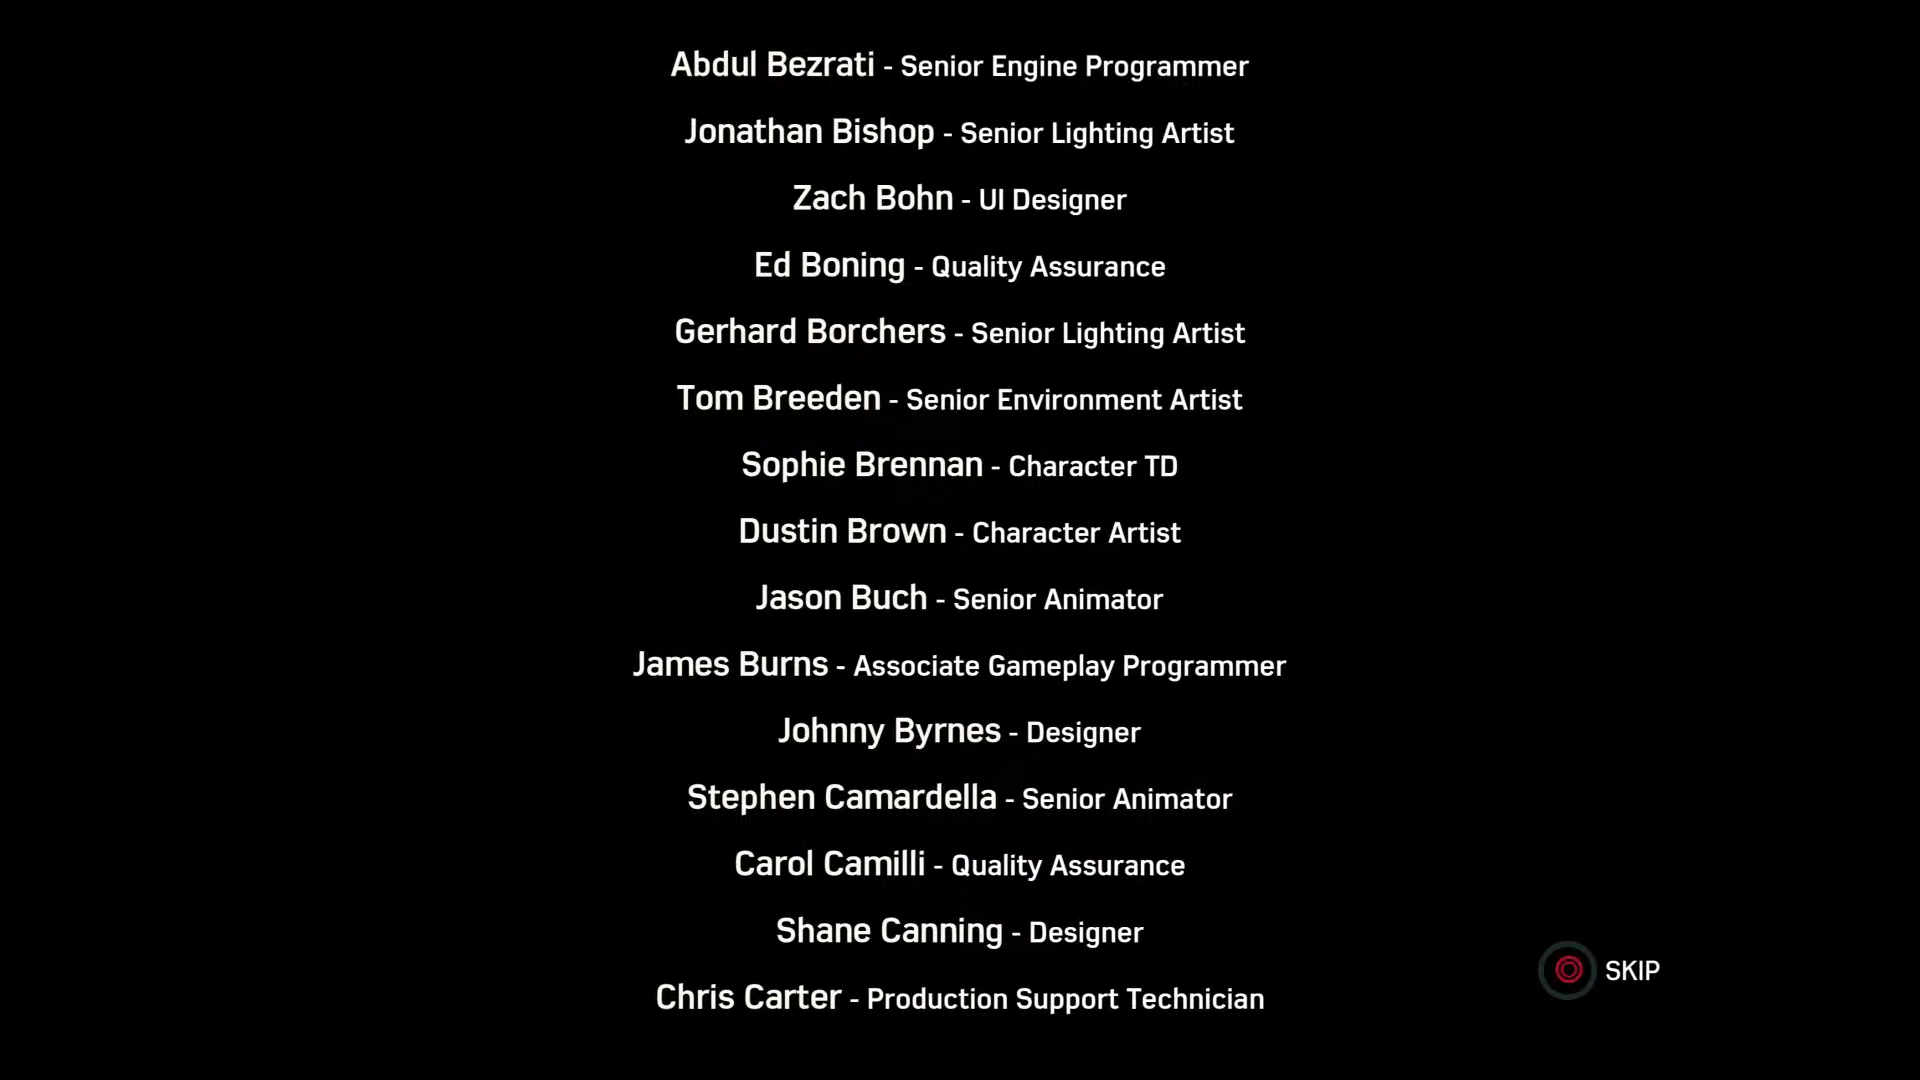 Abdul Bezrati - Senior Engine Programmer
Jonathan Bishop - Senior Lighting Artist
Zach Bohn - UI Designer
Ed Boning - Quality Assurance
Gerhard Borchers - Senior Lighting Artist
Tom Breeden - Senior Environment Artist
Sophie Brennan - Character TD
Dustin Brown - Character Artist
Jason Buch - Senior Animator
James Burns - Associate Gameplay Programmer
Johnny Byrnes - Designer
Stephen Camardella - Senior Animator
Carol Camilli - Quality Assurance
Shane Canning - Designer
SKIP
Chris Carter - Production Support Technician